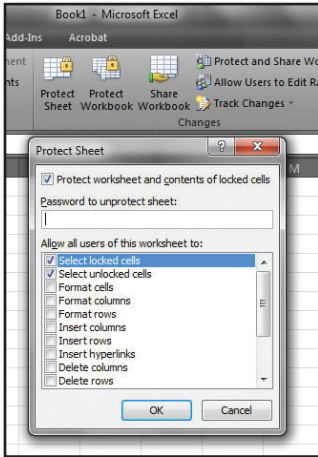 Book1 - Microsoft Excel
Add-Ins Acrobat
Protect Sheet
Protect Workbook
Share Workbook
Protect and Share Wo
Allow Users to Edit Ra
Track Changes
Changes
Protect Sheet
M
Protect worksheet and contents of locked cells
Password to unprotect sheet:
Allow all users of this worksheet to:
Select locked cells
Select unlocked cells
Format cells
Format columns
Format rows
Insert columns
Insert rows
Insert hyperlinks
Delete columns
Delete rows
OK Cancel